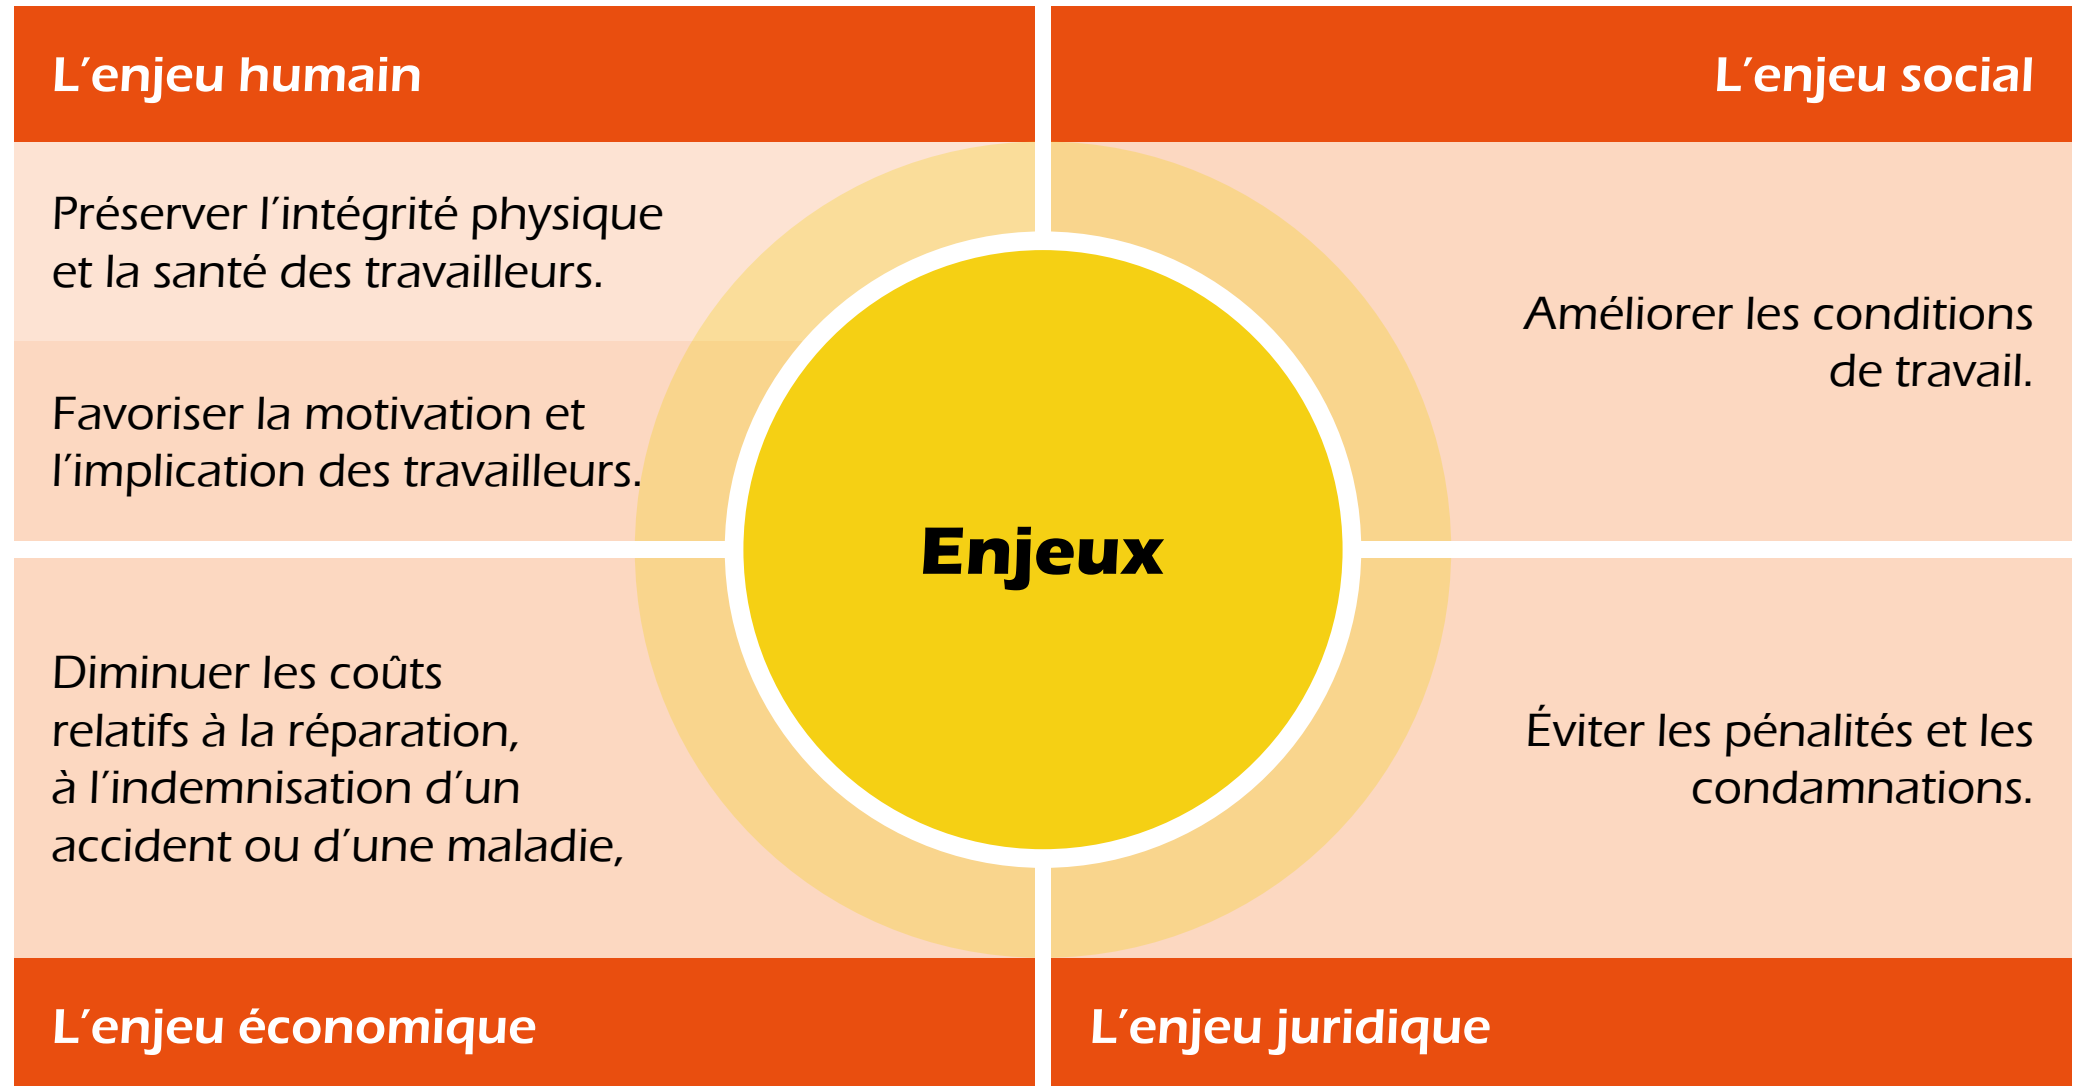 L’enjeu humain
L’enjeu social
Préserver l’intégrité physique
et la santé des travailleurs.
Favoriser la motivation et
l’implication des travailleurs.
Améliorer les conditions
de travail.
Enjeux
Diminuer les coûts
relatifs à la réparation,
à l’indemnisation d’un
accident ou d’une maladie,
Éviter les pénalités et les
condamnations.
L’enjeu économique
L’enjeu juridique